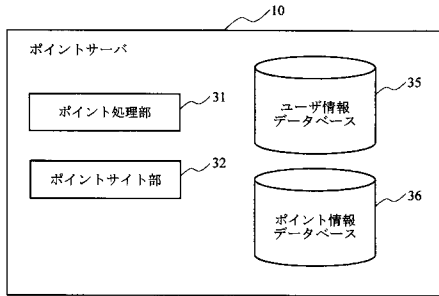 10
ポイントサーバ
ポイント処理部
31
ポイントサイト部
32
ユーザ情報
データベース
35
ポイント情報
データベース
36